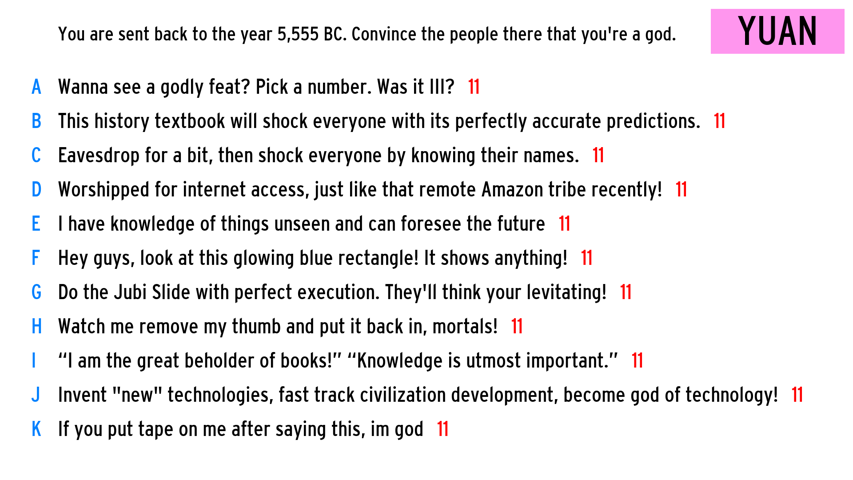 You are sent back to the year 5,555 BC. Convince the people there that you're a god.
YUAN
A Wanna see a godly feat? Pick a number. Was it III? 11
B This history textbook will shock everyone with its perfectly accurate predictions. 11
C Eavesdrop for a bit, then shock everyone by knowing their names. 11
D Worshipped for internet access, just like that remote Amazon tribe recently! 11
E I have knowledge of things unseen and can foresee the future 11
F Hey guys, look at this glowing blue rectangle! It shows anything! 11
G Do the Jubi Slide with perfect execution. They'll think your levitating! 11
H Watch me remove my thumb and put it back in, mortals! 11
I “I am the great beholder of books!” “Knowledge is utmost important.” 11
J Invent "new" technologies, fast track civilization development, become god of technology! 11
K If you put tape on me after saying this, im god 11